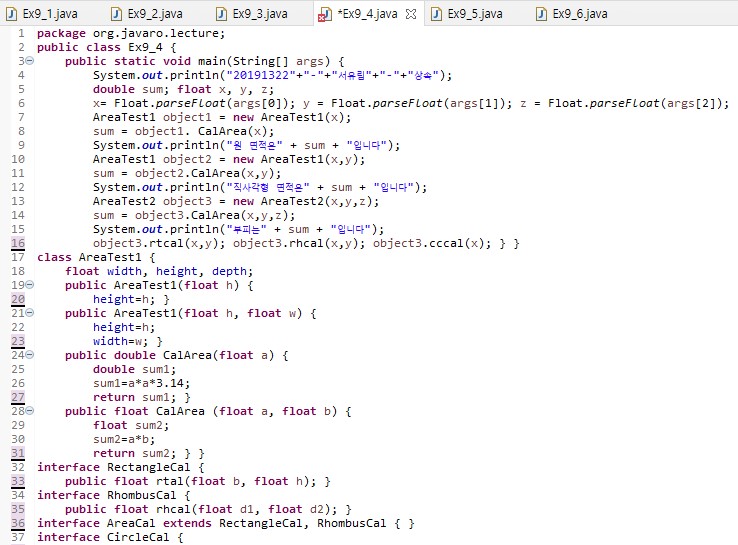 Ex9_1.java Ex9_2.java Ex9_3.java *Ex9_4.java Ex9_5.java Ex9_6.java
1 package org.javaro.lecture;
2 public class Ex9_4 {
3 public static void main(String[] args) {
4 System.out.println("20191322"+"-"+"서유림"+"-"+"상속");
5 double sum; float x, y, z;
6 x= Float.parseFloat(args[0]); y = Float.parseFloat(args[1]); z = Float.parseFloat(args[2]);
7 AreaTest1 object1 = new AreaTest1(x);
8 sum = object1. CalArea(x);
9 System.out.println("원 면적은" + sum + "입니다");
10 AreaTest1 object2 = new AreaTest1(x,y);
11 sum = object2.CalArea(x,y);
12 System.out.println("직사각형 면적은" + sum + "입니다");
13 AreaTest2 object3 = new AreaTest2(x,y,z);
14 sum = object3.CalArea(x,y,z);
15 System.out.println("부피는" + sum + "입니다");
16 object3.rtcal(x,y); object3.rhcal(x,y); object3.cccal(x); } }
17 class AreaTest1 {
18 float width, height, depth;
19 public AreaTest1(float h) {
20 height=h; }
21 public AreaTest1(float h, float w) {
22 height=h;
23 width=w; }
24 public double CalArea(float a) {
25 double sum1;
26 sum1=a*a*3.14;
27 return sum1; }
28 public float CalArea (float a, float b) {
29 float sum2;
30 sum2=a*b;
31 return sum2; } }
32 interface RectangleCal {
33 public float rtal(float b, float h); }
34 interface RhombusCal {
35 public float rhcal(float d1, float d2); }
36 interface AreaCal extends RectangleCal, RhombusCal { }
37 interface CircleCal {